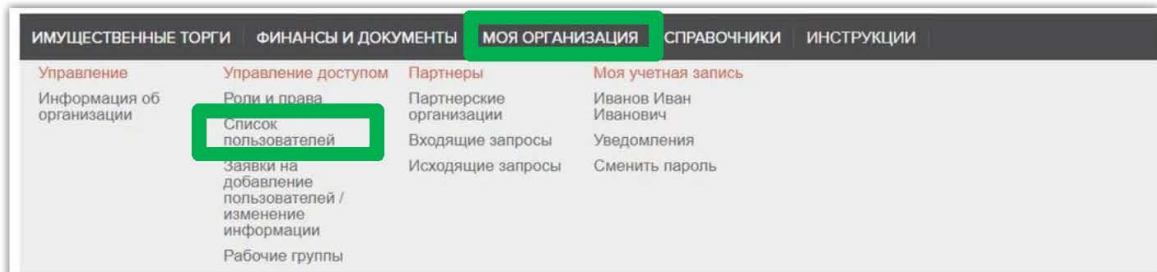 ИМУЩЕСТВЕННЫЕ ТОРГИ ФИНАНСЫ И ДОКУМЕНТЫ МОЯ ОРГАНИЗАЦИЯ СПРАВОЧНИКИ ИНСТРУКЦИИ
Управление
Информация об
организации
Управление доступом
Роли и права
Список
пользователей
Заявки на
добавление
пользователей /
изменение
информации
Рабочие группы
Партнеры
Партнерские
организации
Входящие запросы
Исходящие запросы
Моя учетная запись
Иванов Иван
Иванович
Уведомления
Сменить пароль